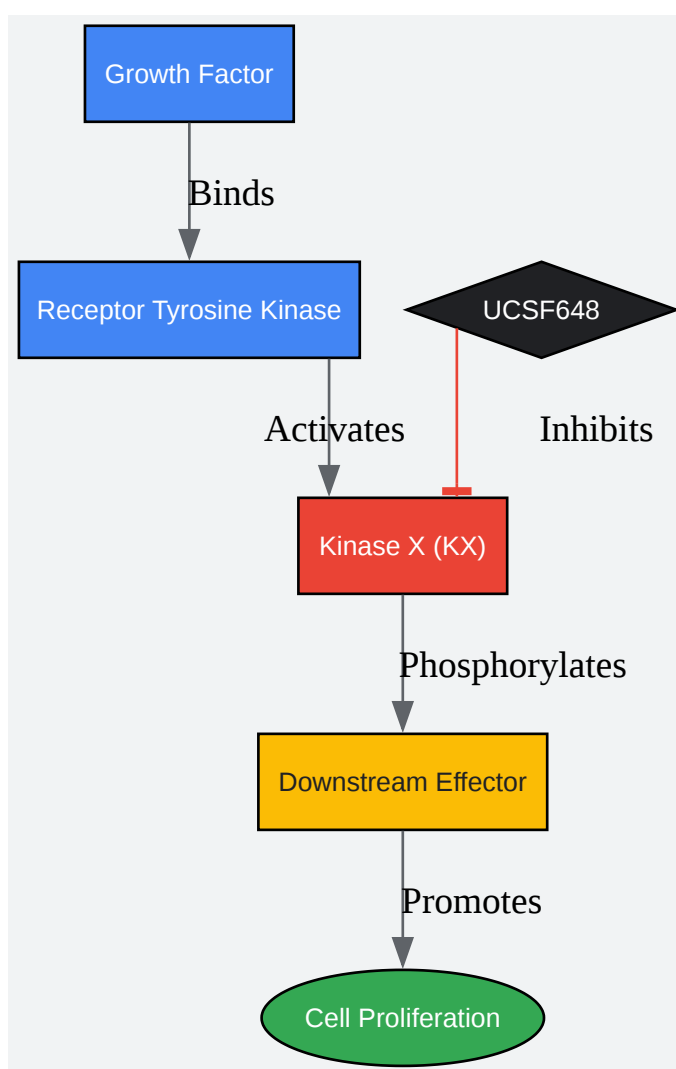 Growth Factor
Binds
Receptor Tyrosine Kinase
UCSF648
Activates
Inhibits
Kinase X (KX)
Phosphorylates
Downstream Effector
Promotes
Cell Proliferation